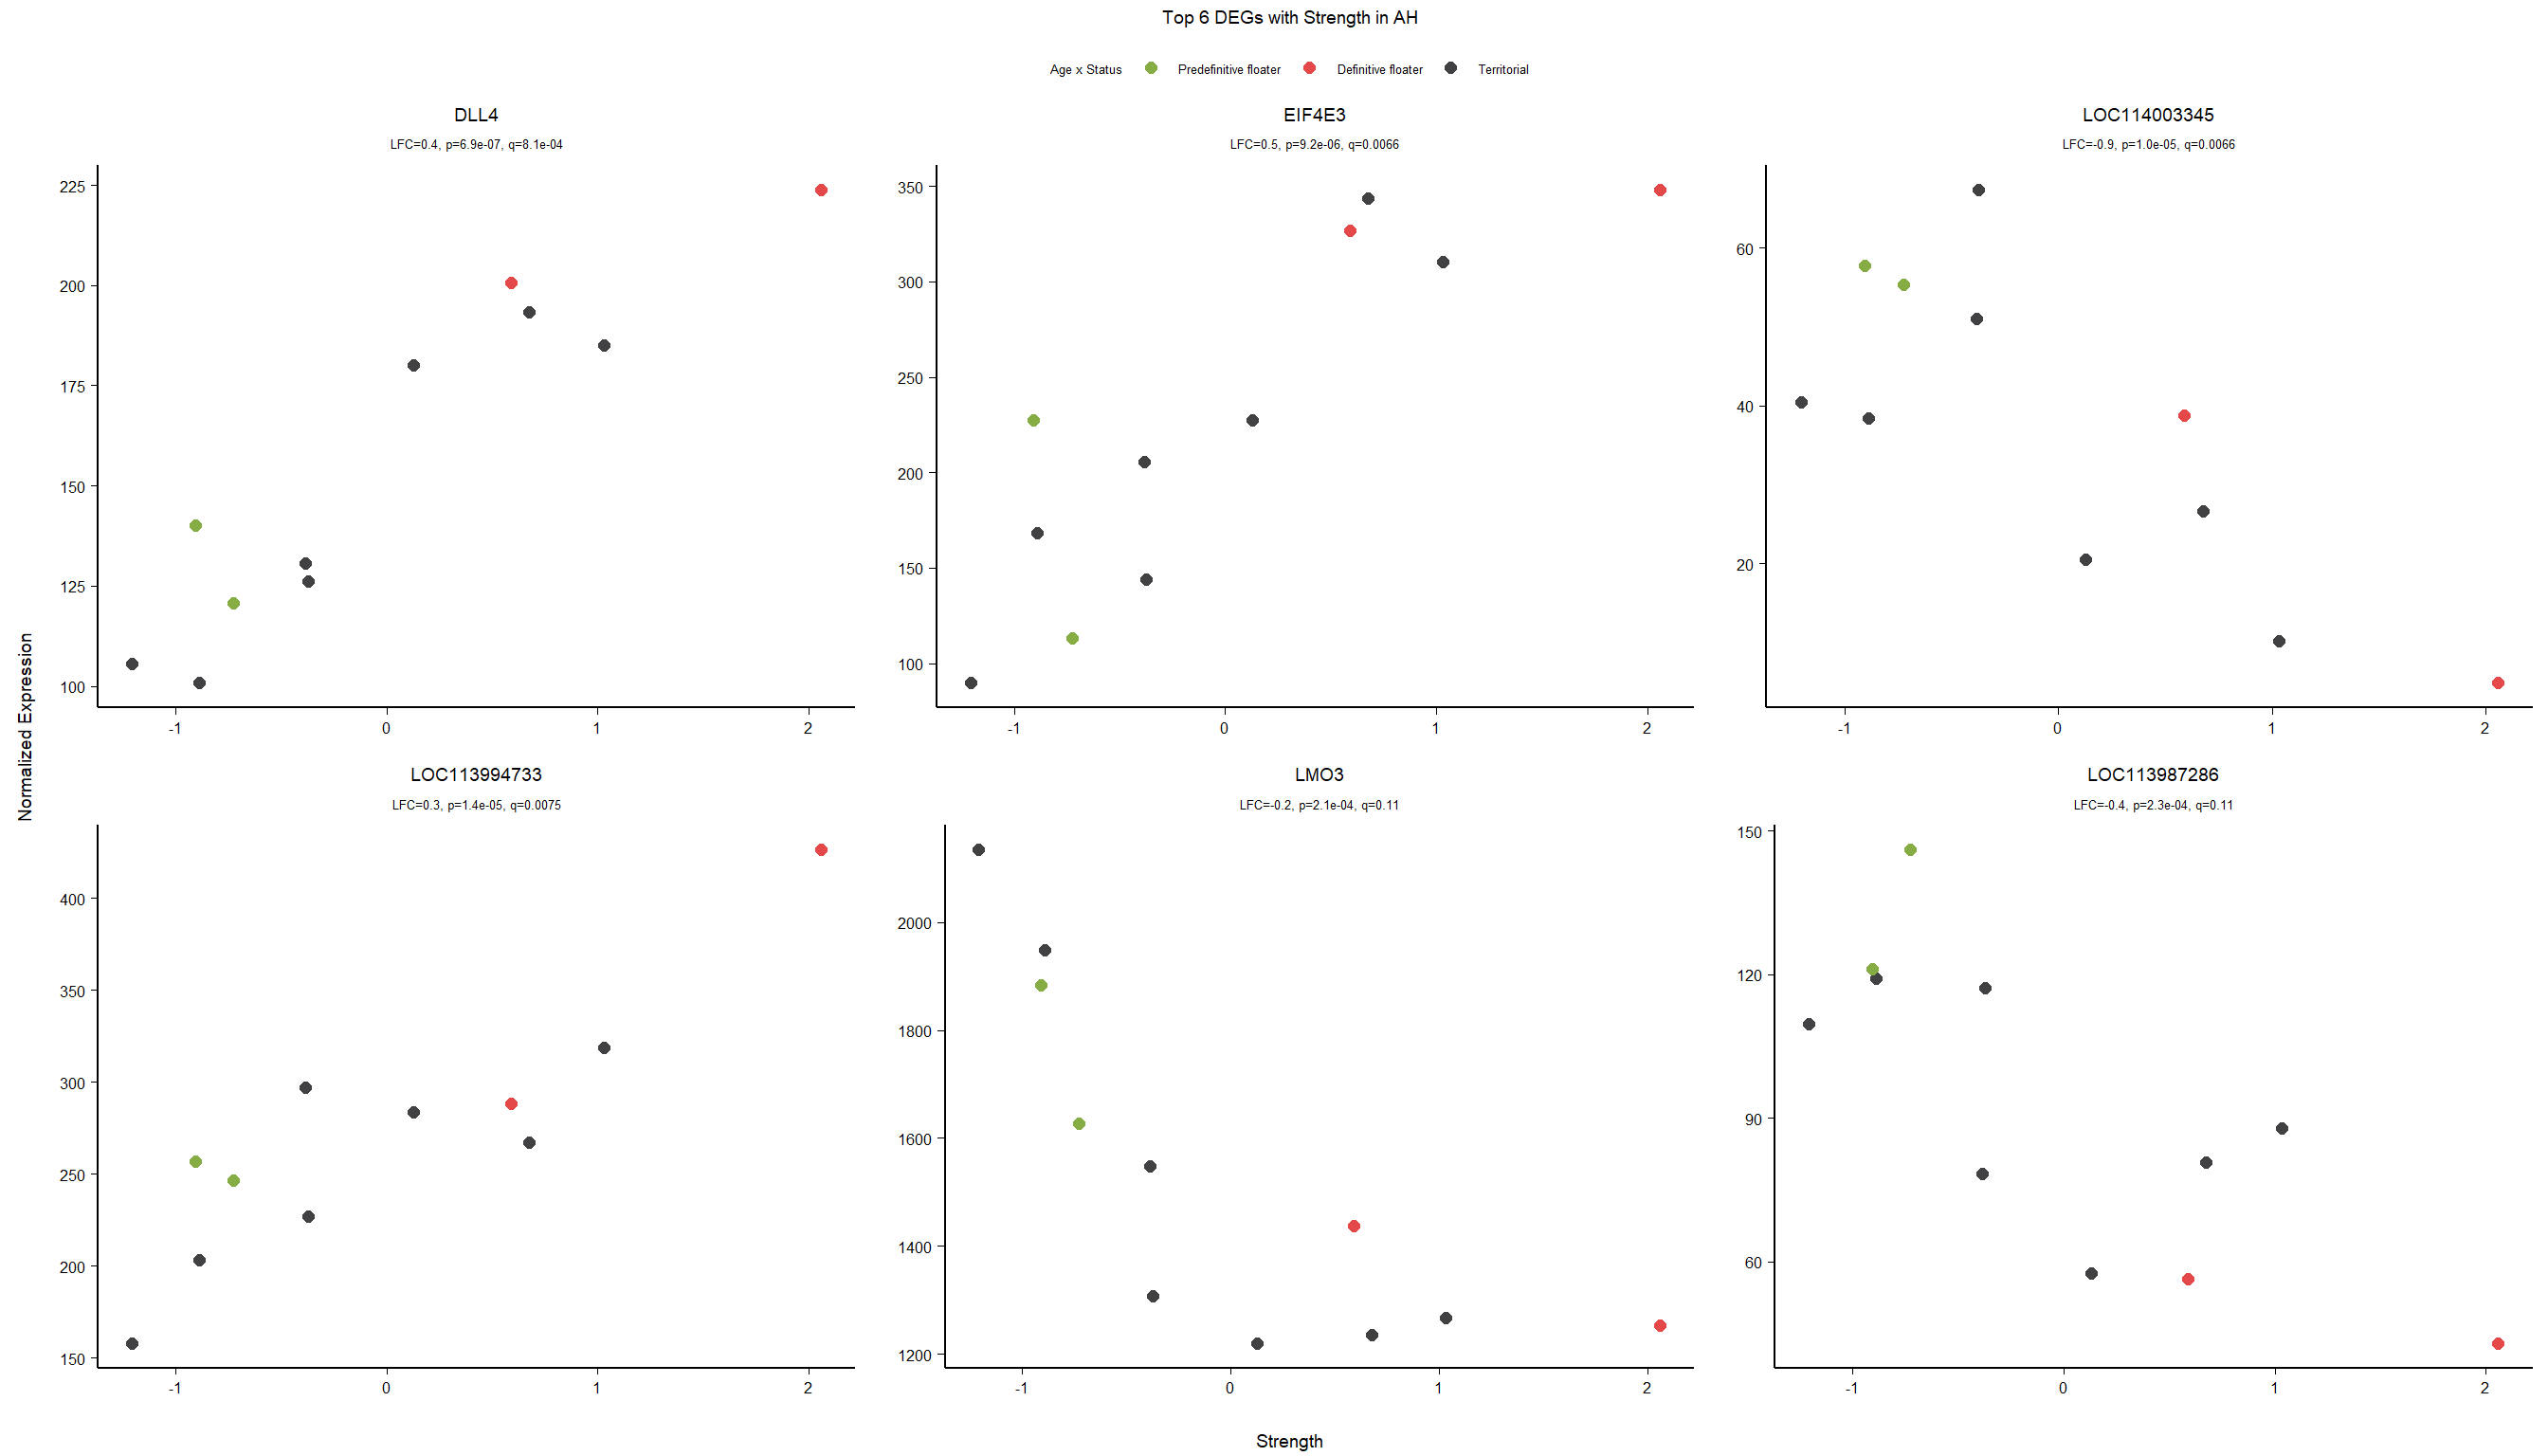 Top 6 DEGs with Strength in AH
Age x Status Predefinitive floater Definitive floater Territorial
DLL4
LFC=0.4, p=6.9e-07, q=8.1e-04
225
200
175
150
125
100
-1 0 1 2
EIF4E3
LFC=0.5, p=9.2e-06, q=0.0066
350
300
250
200
150
100
-1 0 1 2
LOC114003345
LFC=-0.9, p=1.0e-05, q=0.0066
60
40
20
-1 0 1 2
LOC113994733
LFC=0.3, p=1.4e-05, q=0.0075
400
350
300
250
200
150
-1 0 1 2
LMO3
LFC=-0.2, p=2.1e-04, q=0.11
2000
1800
1600
1400
1200
-1 0 1 2
LOC113987286
LFC=-0.4, p=2.3e-04, q=0.11
150
120
90
60
-1 0 1 2
Normalized Expression
Strength